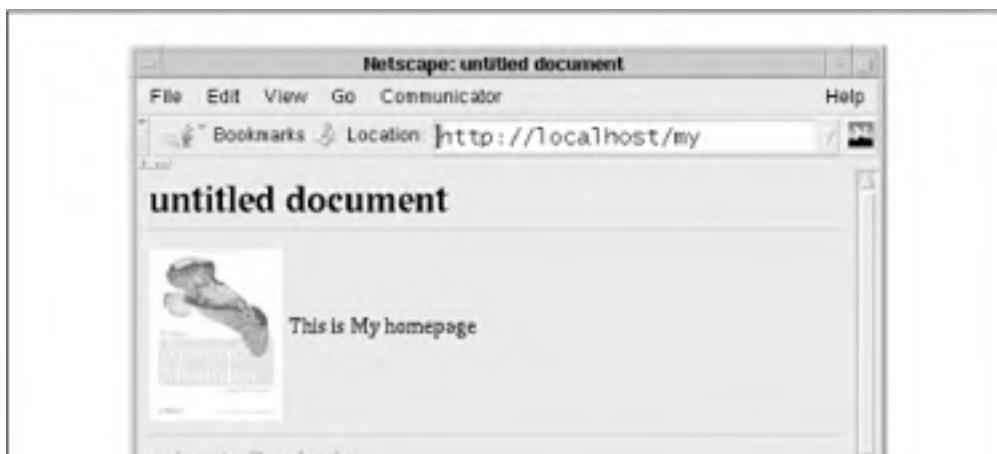 Netscape: untitled document
File Edit View Go Communicator Help
Bookmarks Location: http://localhost/my
untitled document
This is My homepage
Modules